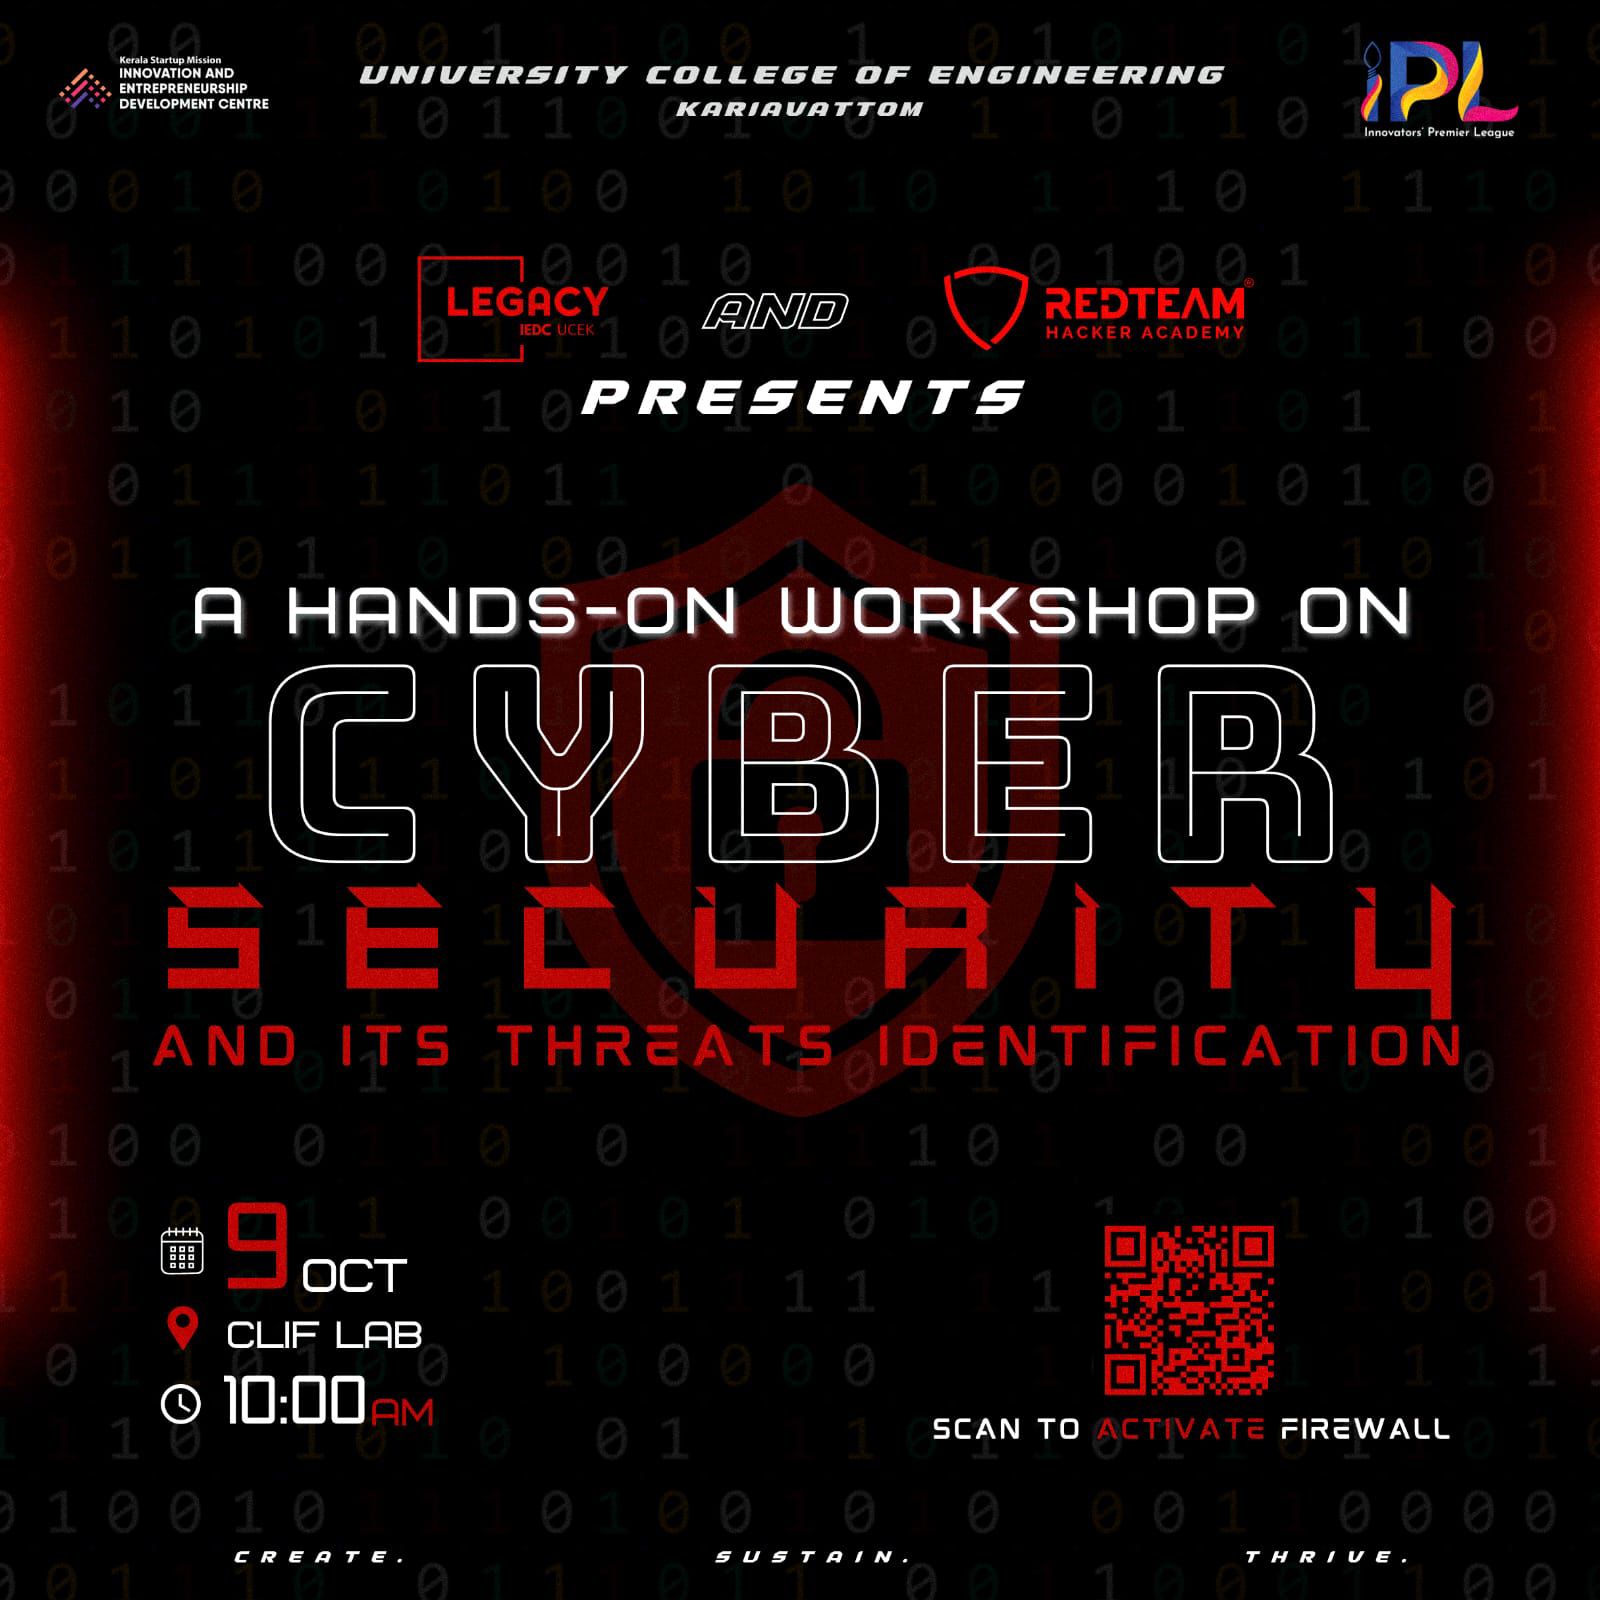 Kerala Startup Mission
INNOVATION AND
ENTREPRENEURSHIP
DEVELOPMENT CENTRE
UNIVERSITY COLLEGE OF ENGINEERING
KARIAVATTOM
iPL
Innovators' Premier League
LEGACY
IEDC UCEK
AND
REDTEAM®
HACKER ACADEMY
PRESENTS
A HANDS-ON WORKSHOP ON
CYBER
SECURITY
AND ITS THREATS IDENTIFICATION
9 OCT
CLIF LAB
10:00 AM
SCAN TO ACTIVATE FIREWALL
CREATE. SUSTAIN. THRIVE.